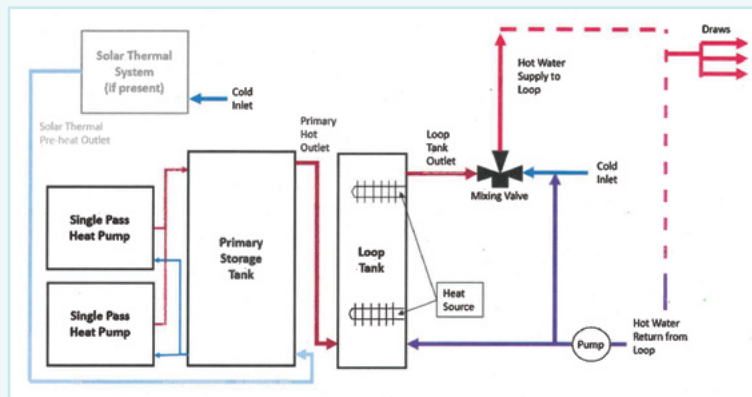 Solar Thermal
System
(if present)
Cold
Inlet
Solar Thermal
Pre-heat Outlet
Single Pass
Heat Pump
Single Pass
Heat Pump
Primary
Storage
Tank
Primary
Hot
Outlet
Loop
Tank
Loop
Tank
Outlet
Heat
Source
Hot Water
Supply to
Loop
Mixing Valve
Cold
Inlet
Draws
Pump
Hot Water
Return from
Loop